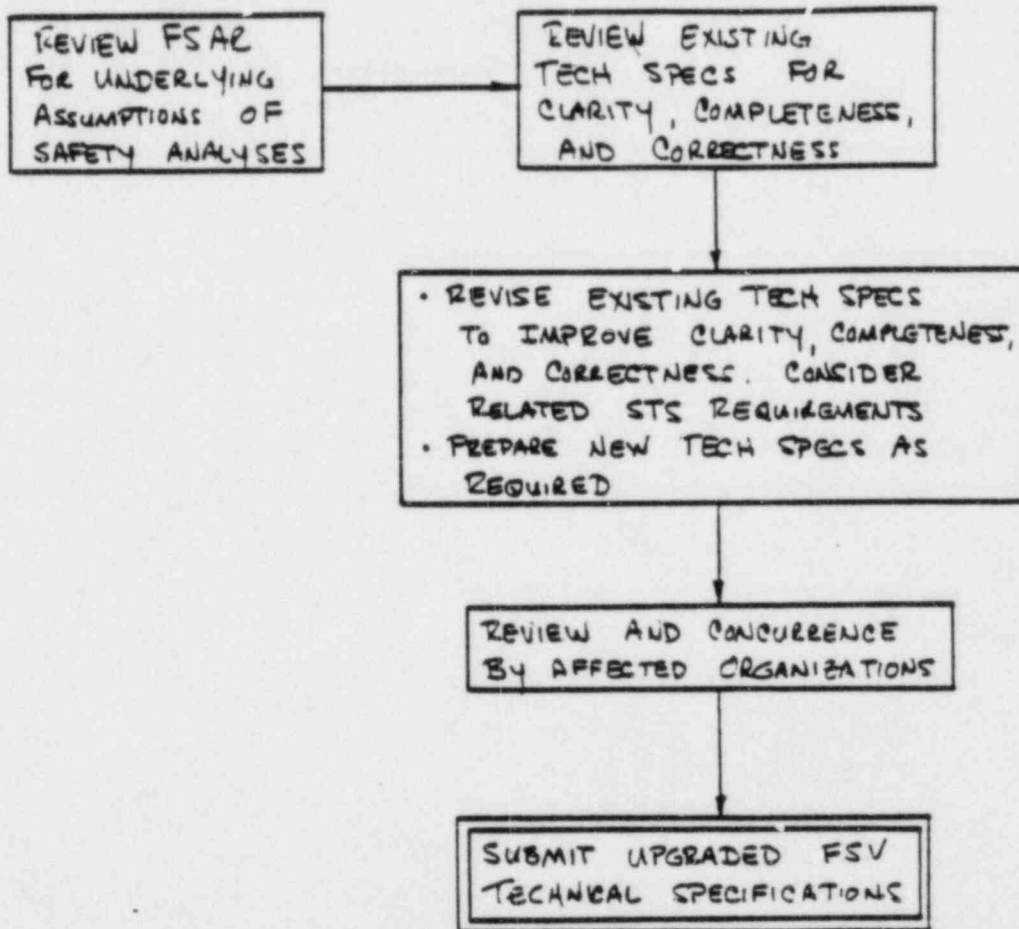 REVIEW FSAR
FOR UNDERLYING
ASSUMPTIONS OF
SAFETY ANALYSES
REVIEW EXISTING
TECH SPECS FOR
CLARITY, COMPLETENESS,
AND CORRECTNESS
• REVISE EXISTING TECH SPECS
TO IMPROVE CLARITY, COMPLETENESS,
AND CORRECTNESS. CONSIDER
RELATED STS REQUIREMENTS
• PREPARE NEW TECH SPECS AS
REQUIRED
REVIEW AND CONCURRENCE
BY AFFECTED ORGANIZATIONS
SUBMIT UPGRADED FSV
TECHNICAL SPECIFICATIONS